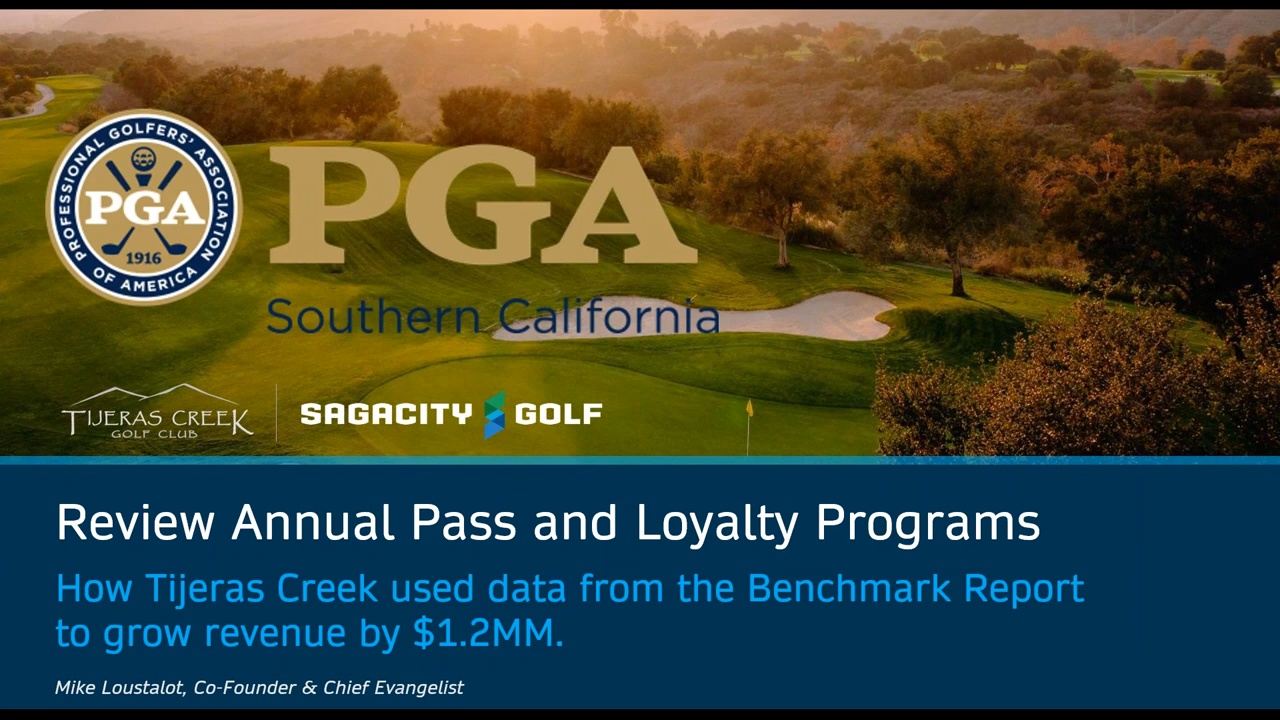 PROFESSIONAL GOLFERS' ASSOCIATION
PGA
1916
OF AMERICA
PGA
Southern California
TIJERAS CREEK
GOLF CLUB
SAGACITY GOLF
Review Annual Pass and Loyalty Programs
How Tijeras Creek used data from the Benchmark Report
to grow revenue by $1.2MM.
Mike Loustalot, Co-Founder & Chief Evangelist